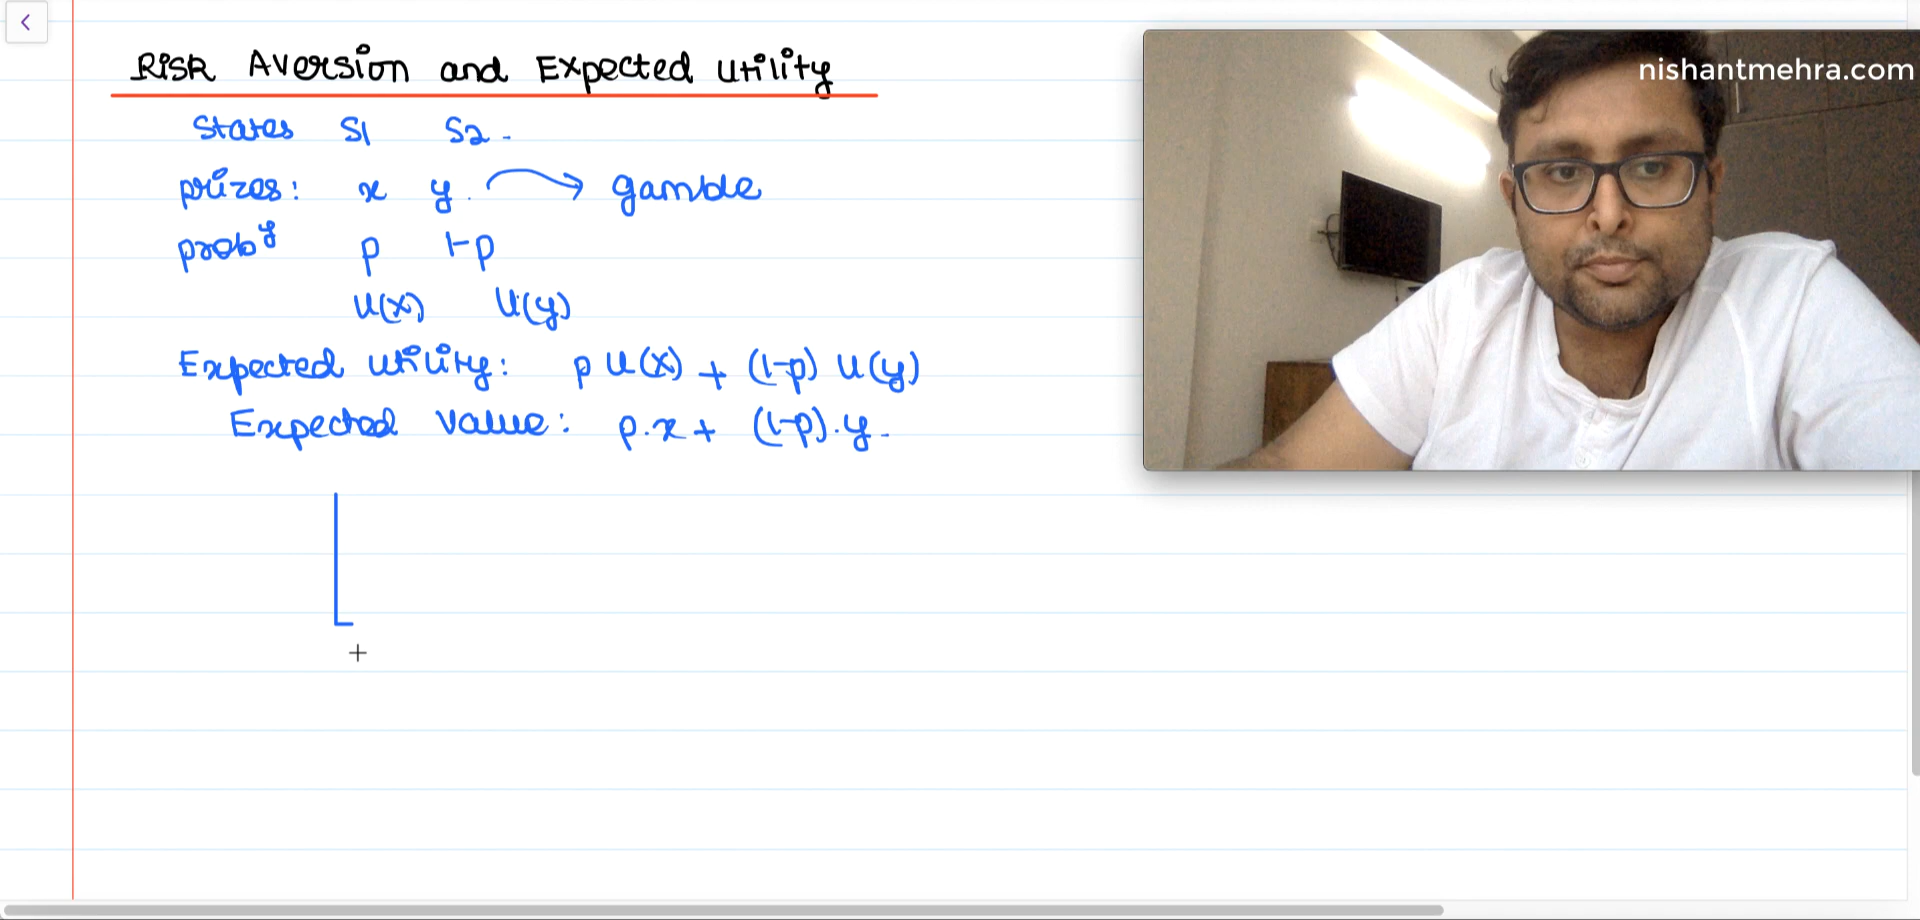 Risk Aversion and Expected Utility
nishantmehra.com
States S1 S2.
prizes: x y. → gamble
probʸ p 1-p
U(x) U(y)
Expected Utility: p U(x) + (1-p) U(y)
Expected Value: p.x + (1-p).y.